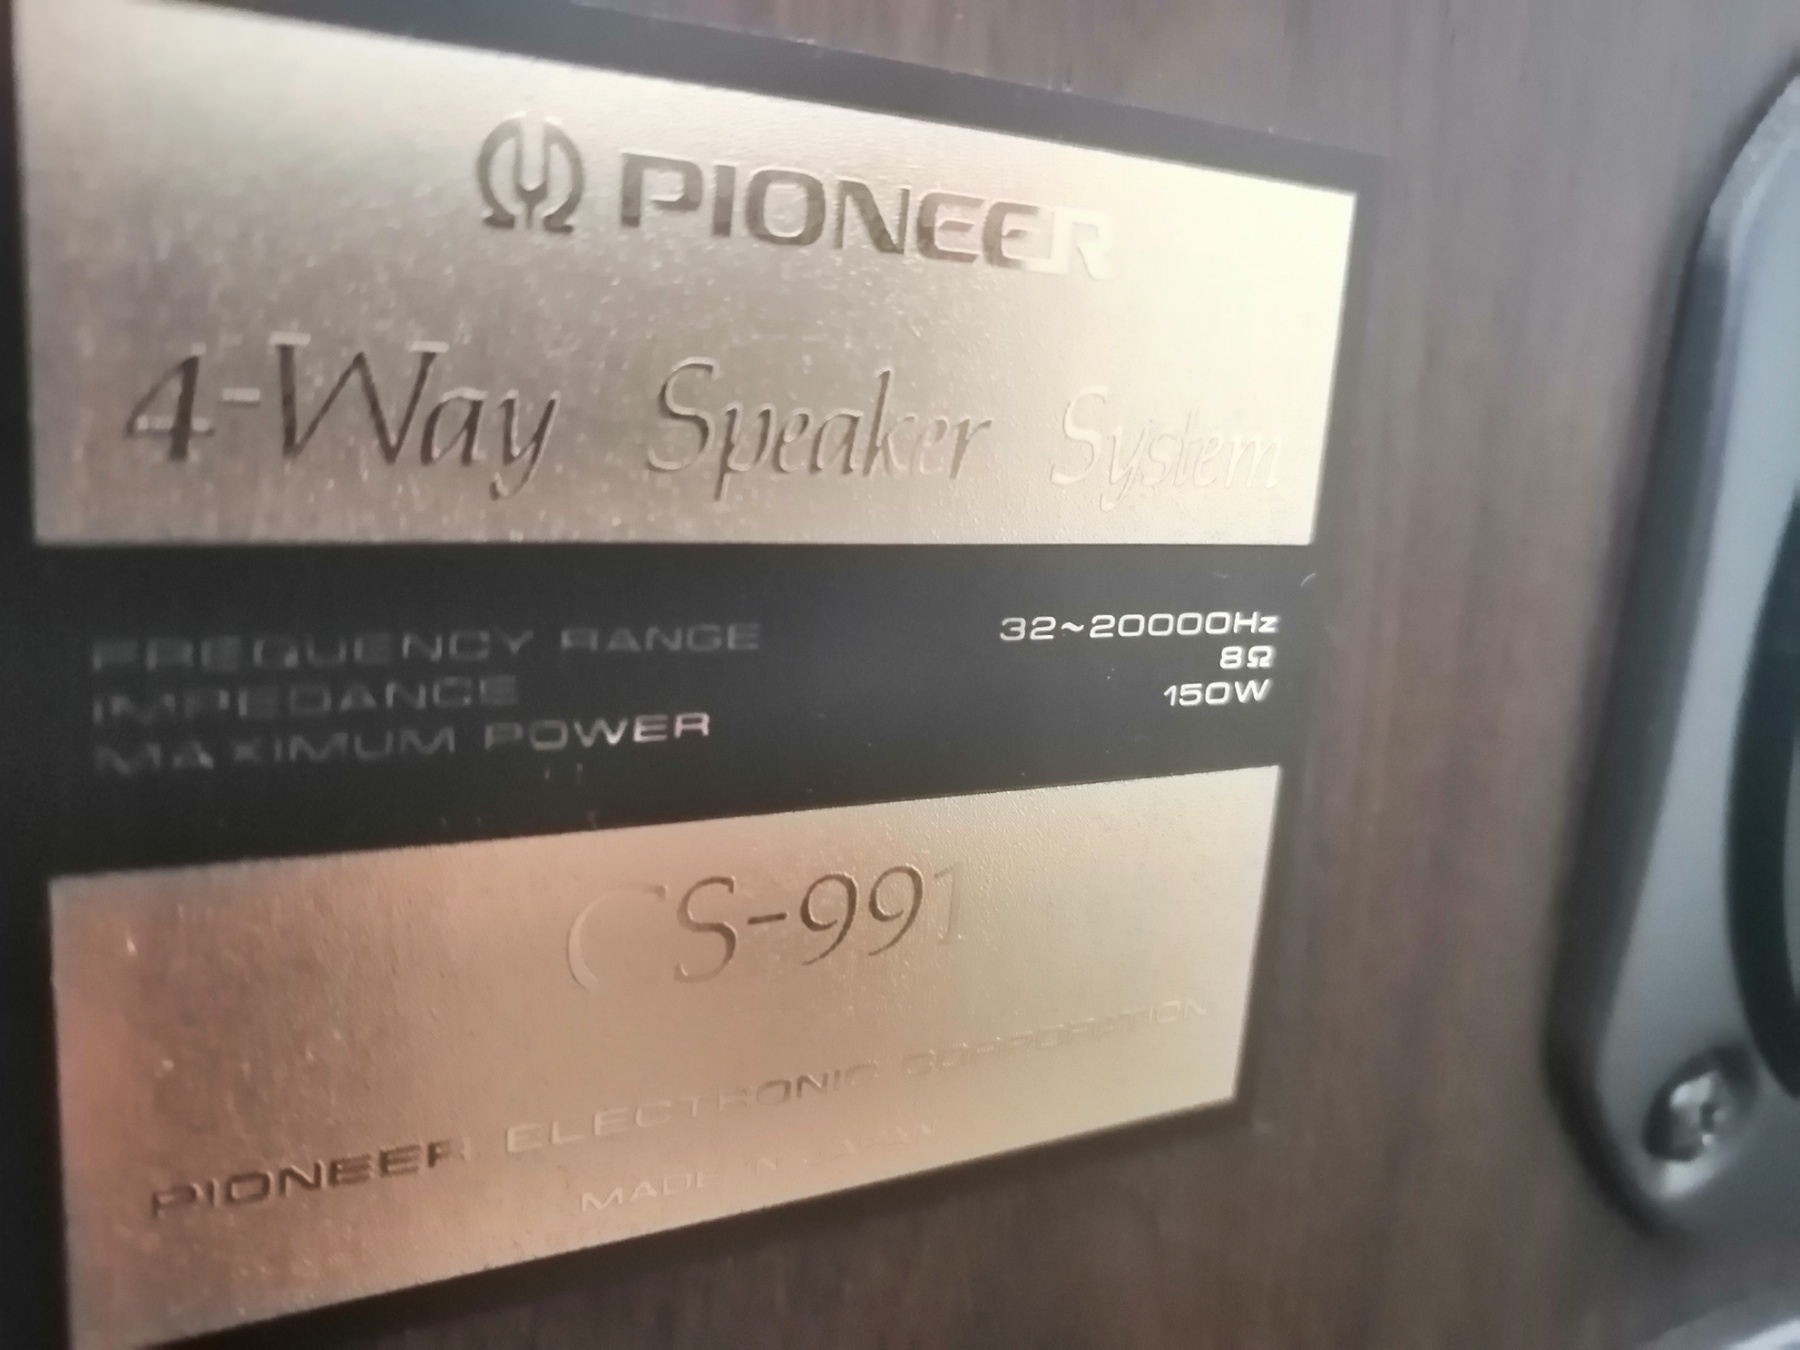 PIONEER
4-Way Speaker System
FREQUENCY RANGE 32~20000Hz
IMPEDANCE 8Ω
MAXIMUM POWER 150W
CS-991
PIONEER ELECTRONIC CORPORATION
MADE IN JAPAN